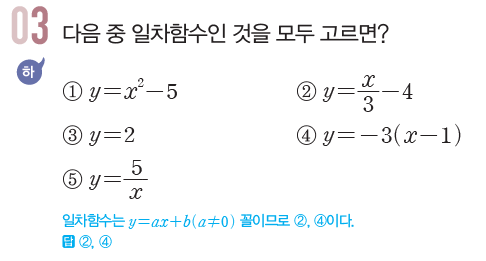 03 다음 중 일차함수인 것을 모두 고르면?
하
① y=x²-5 ② y=x/3-4
③ y=2 ④ y=-3(x-1)
⑤ y=5/x
일차함수는 y=ax+b(a≠0) 꼴이므로 ②, ④이다.
답 ②, ④